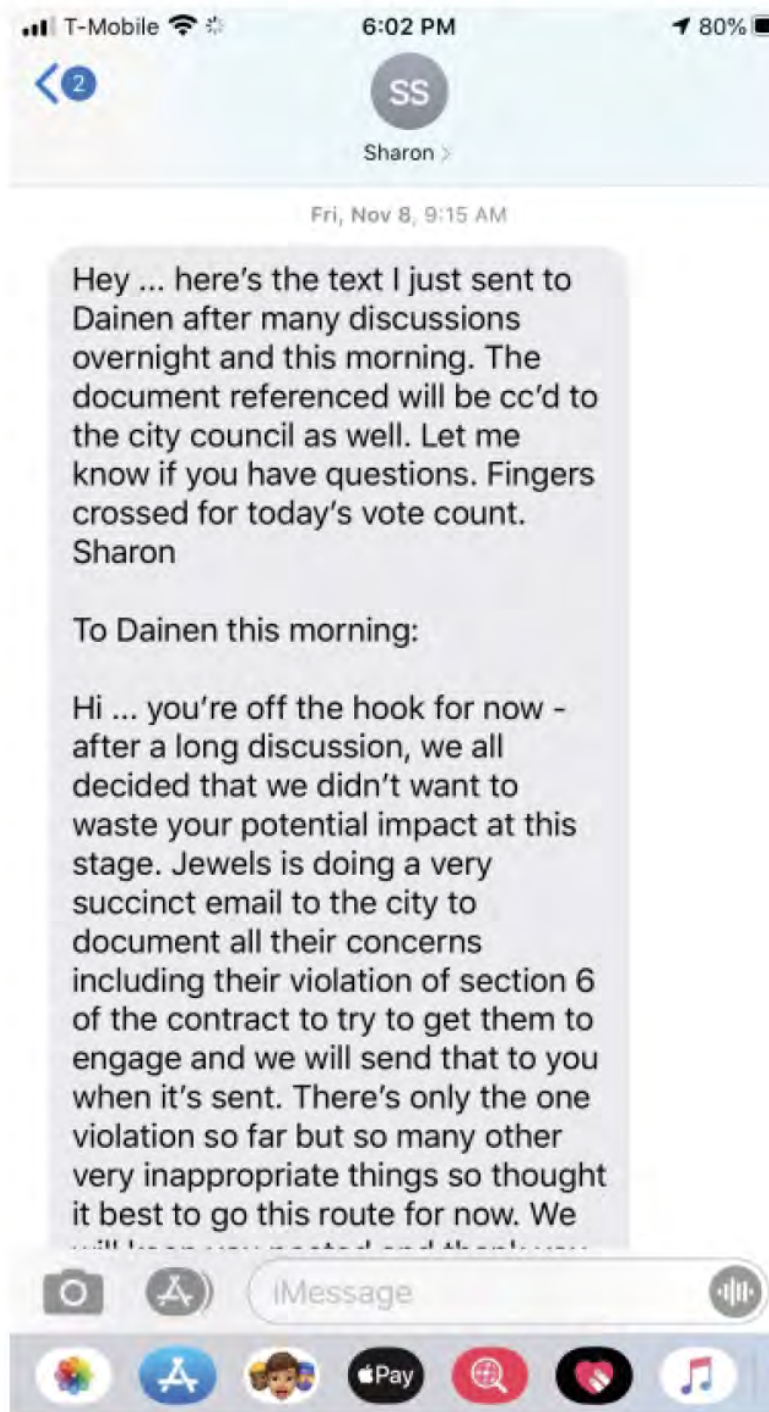 T-Mobile 6:02 PM 80%
2
SS
Sharon >
Fri, Nov 8, 9:15 AM
Hey ... here's the text I just sent to
Dainen after many discussions
overnight and this morning. The
document referenced will be cc'd to
the city council as well. Let me
know if you have questions. Fingers
crossed for today's vote count.
Sharon
To Dainen this morning:
Hi ... you're off the hook for now -
after a long discussion, we all
decided that we didn't want to
waste your potential impact at this
stage. Jewels is doing a very
succinct email to the city to
document all their concerns
including their violation of section 6
of the contract to try to get them to
engage and we will send that to you
when it's sent. There's only the one
violation so far but so many other
very inappropriate things so thought
it best to go this route for now. We
will keep you posted and thank you
iMessage
Pay